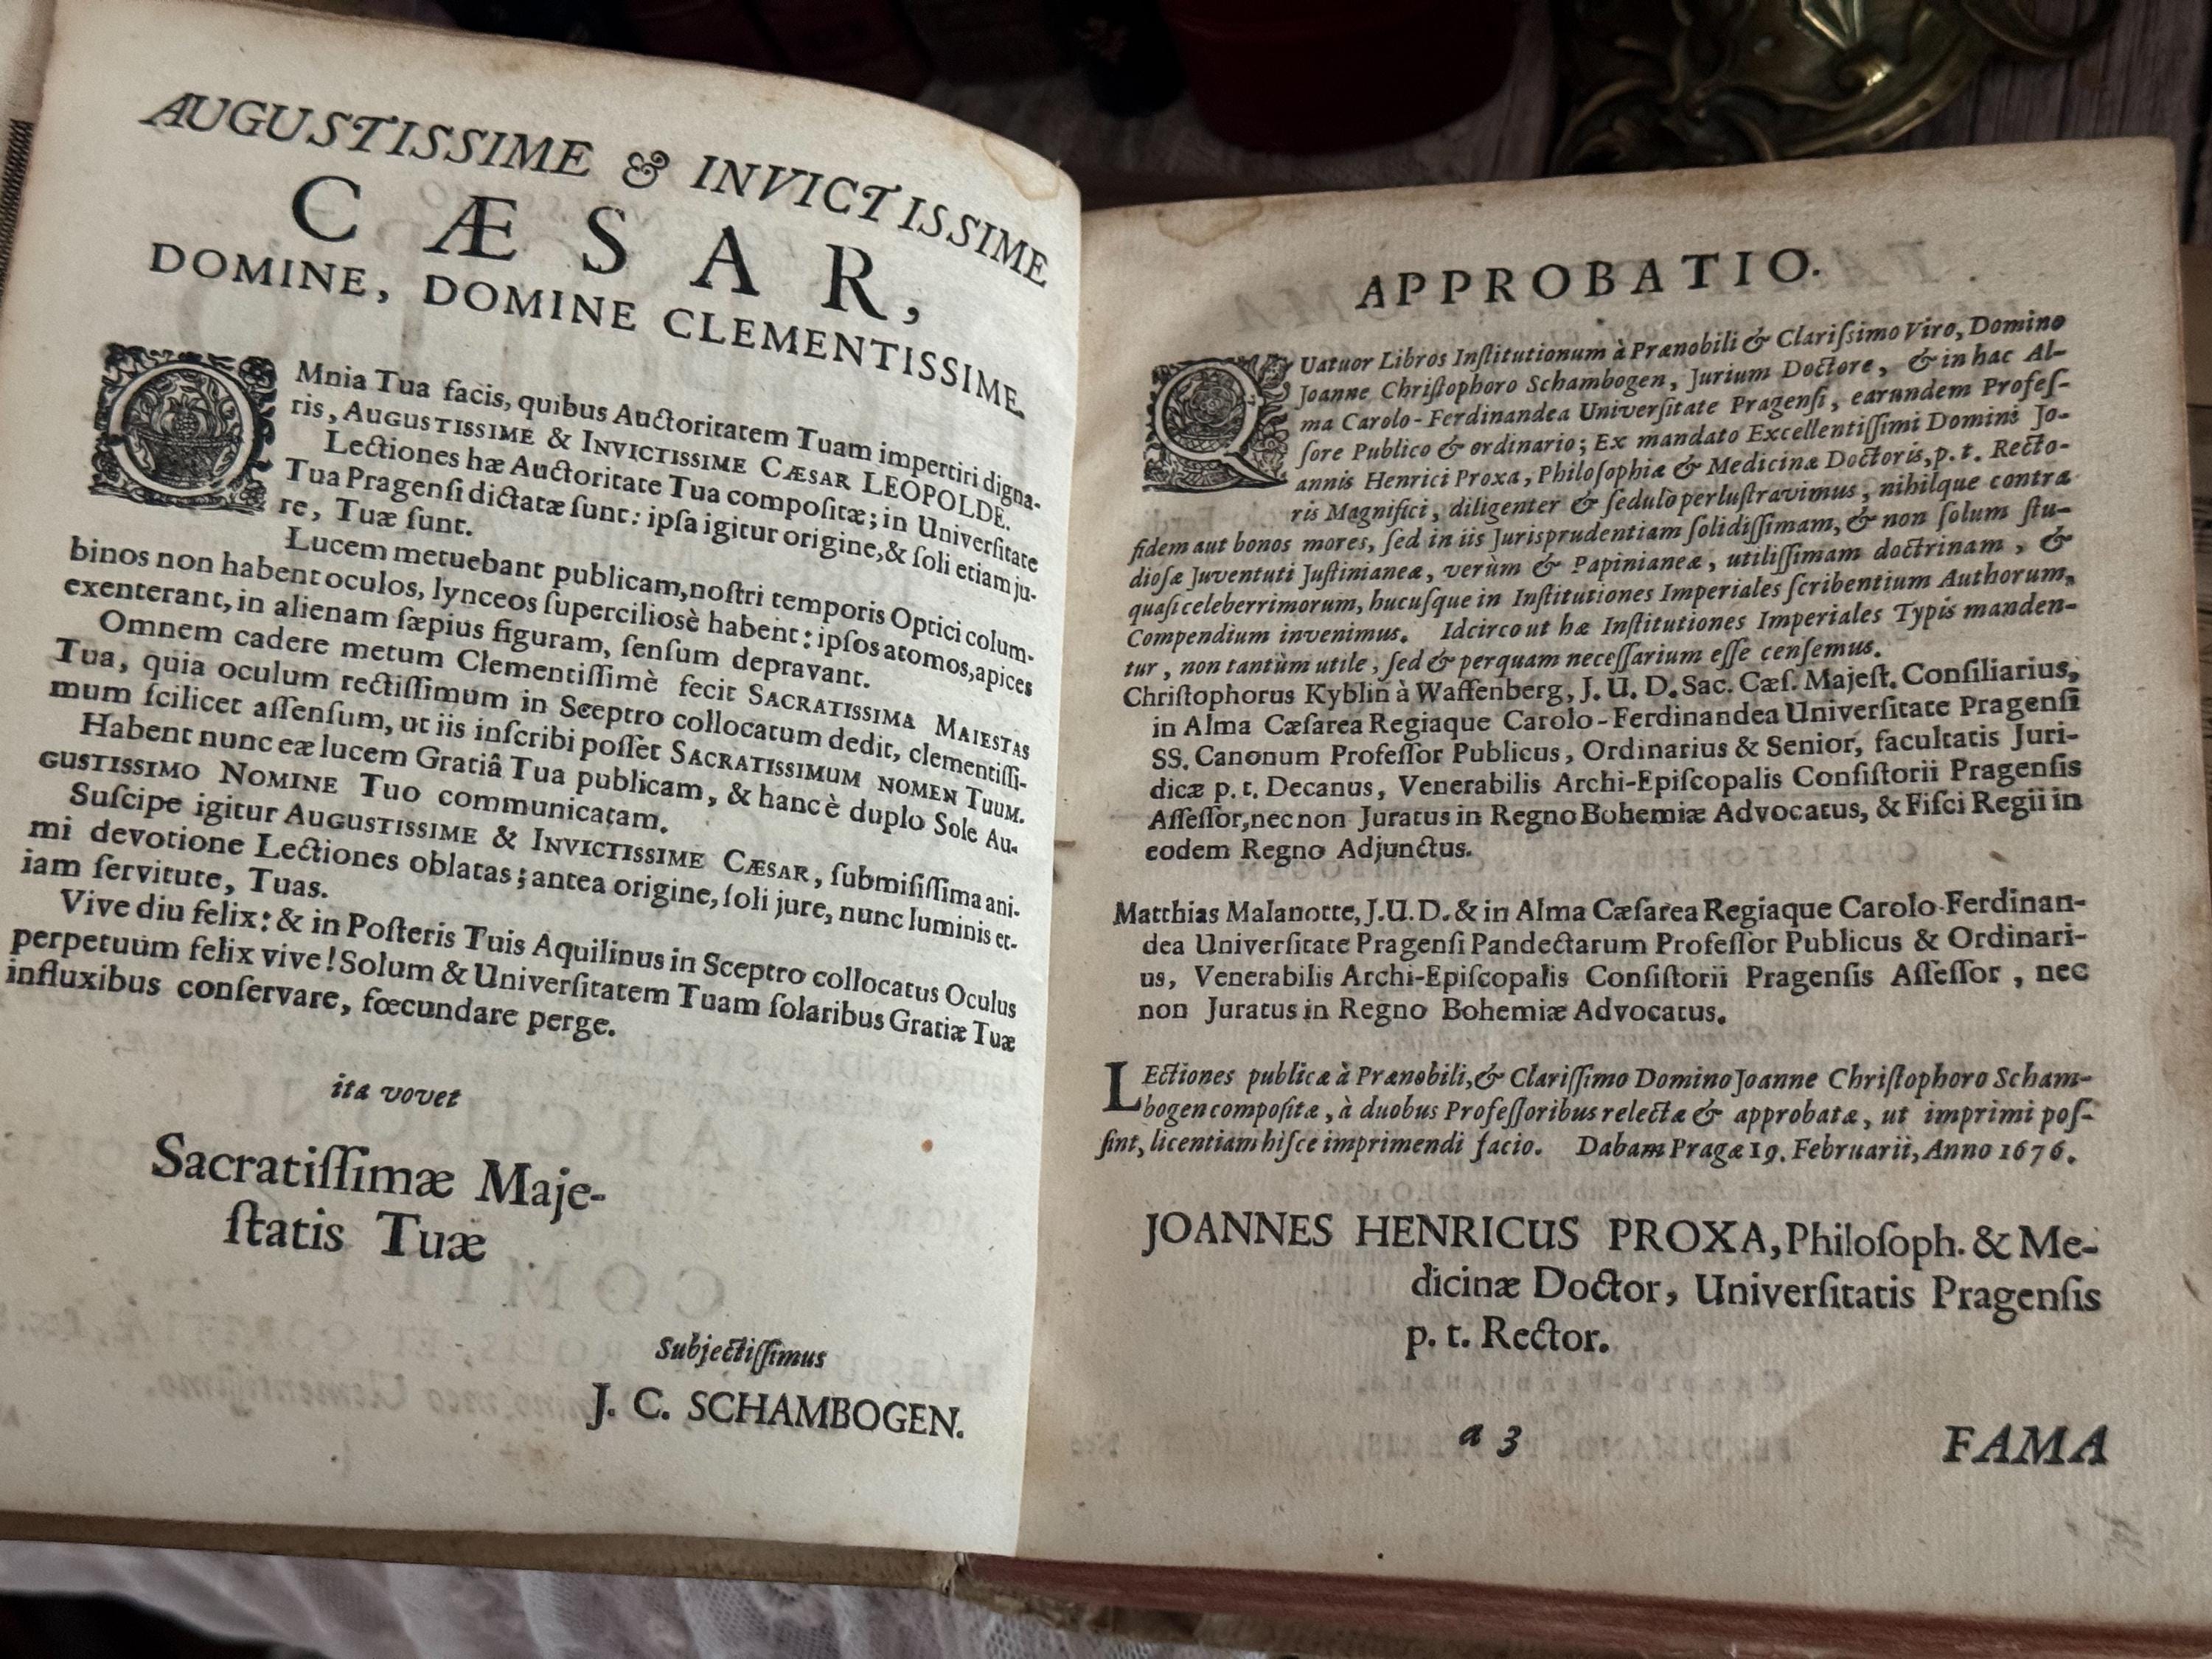 AUGUSTISSIME & INVICTISSIME
CÆSAR,
DOMINE, DOMINE CLEMENTISSIME.
OMnia Tua facis, quibus Auctoritatem Tuam impertiri digna-
ris, AUGUSTISSIME & INVICTISSIME CÆSAR LEOPOLDE.
Lectiones hæ Auctoritate Tua compoſitæ; in Univerſitate
Tua Pragenſi dictatæ ſunt: ipſa igitur origine, & ſoli etiam ju-
re, Tuæ ſunt.
Lucem metuebant publicam, noſtri temporis Optici colum-
binos non habent oculos, lynceos ſupercilioſè habent: ipſos atomos, apices
exenterant, in alienam ſæpius figuram, ſenſum depravant.
Omnem cadere metum Clementiſſimè fecit SACRATISSIMA MAIESTAS
Tua, quia oculum rectiſſimum in Sceptro collocatum dedit, clementiſſi-
mum ſcilicet aſſenſum, ut iis inſcribi poſſet SACRATISSIMUM NOMEN TUUM.
Habent nunc eæ lucem Gratiâ Tua publicam, & hanc è duplo Sole AU-
GUSTISSIMO NOMINE TUO communicatam.
Suſcipe igitur AUGUSTISSIME & INVICTISSIME CÆSAR, ſubmiſiſſima ani-
mi devotione Lectiones oblatas; antea origine, ſoli jure, nunc luminis et-
iam ſervitute, Tuas.
Vive diu felix: & in Poſteris Tuis Aquilinus in Sceptro collocatus Oculus
perpetuum felix vive! Solum & Univerſitatem Tuam ſolaribus Gratiæ Tuæ
influxibus conſervare, fœcundare perge.
ita vovet
Sacratiſſimæ Maje-
ſtatis Tuæ
Subjectiſſimus
J. C. SCHAMBOGEN.
APPROBATIO.
QUatuor Libros Inſtitutionum à Prænobili & Clariſſimo Viro, Domino
Joanne Chriſtophoro Schambogen, Jurium Doctore, & in hac Al-
ma Carolo-Ferdinandea Univerſitate Pragenſi, earundem Profeſ-
ſore Publico & ordinario; Ex mandato Excellentiſſimi Domini Jo-
annis Henrici Proxa, Philoſophiæ & Medicinæ Doctoris, p. t. Recto-
ris Magnifici, diligenter & ſedulo perluſtravimus, nihilque contra
fidem aut bonos mores, ſed in iis Jurisprudentiam ſolidiſſimam, & non ſolum ſtu-
dioſæ Juventuti Juſtinianeæ, verùm & Papinianeæ, utiliſſimam doctrinam, &
quaſi celeberrimorum, hucuſque in Inſtitutiones Imperiales ſcribentium Authorum,
Compendium invenimus. Idcirco ut hæ Inſtitutiones Imperiales Typis manden-
tur, non tantùm utile, ſed & perquam neceſſarium eſſe cenſemus.
Chriſtophorus Kyblin à Waffenberg, J. U. D. Sac. Cæſ. Majeſt. Conſiliarius,
in Alma Cæſarea Regiaque Carolo-Ferdinandea Univerſitate Pragenſi
SS. Canonum Profeſſor Publicus, Ordinarius & Senior, facultatis Juri-
dicæ p. t. Decanus, Venerabilis Archi-Epiſcopalis Conſiſtorii Pragenſis
Aſſeſſor, nec non Juratus in Regno Bohemiæ Advocatus, & Fiſci Regii in
eodem Regno Adjunctus.
Matthias Malanotte, J.U.D. & in Alma Cæſarea Regiaque Carolo-Ferdinan-
dea Univerſitate Pragenſi Pandectarum Profeſſor Publicus & Ordinari-
us, Venerabilis Archi-Epiſcopalis Conſiſtorii Pragenſis Aſſeſſor, nec
non Juratus in Regno Bohemiæ Advocatus.
LEctiones publicæ à Prænobili, & Clariſſimo Domino Joanne Chriſtophoro Scham-
bogen compoſitæ, à duobus Profeſſoribus relectæ & approbatæ, ut imprimi poſ-
ſint, licentiam hiſce imprimendi facio. Dabam Pragæ 19. Februarii, Anno 1676.
JOANNES HENRICUS PROXA, Philoſoph. & Me-
dicinæ Doctor, Univerſitatis Pragenſis
p. t. Rector.
a 3
FAMA